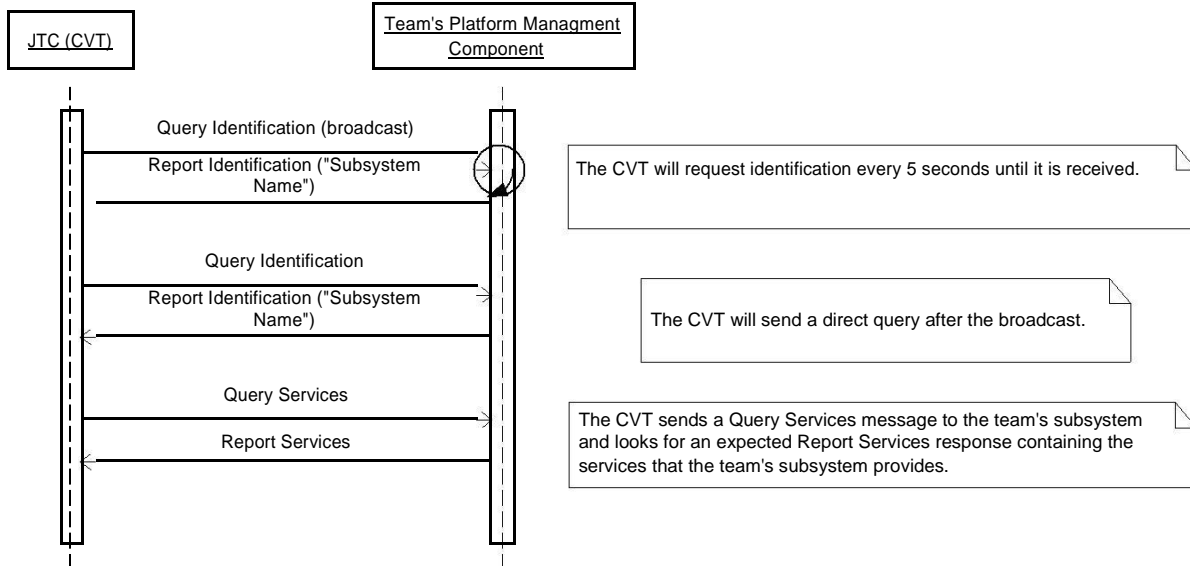 JTC (CVT)
Team's Platform Managment
Component
Query Identification (broadcast)
Report Identification ("Subsystem
Name")
The CVT will request identification every 5 seconds until it is received.
Query Identification
Report Identification ("Subsystem
Name")
The CVT will send a direct query after the broadcast.
Query Services
Report Services
The CVT sends a Query Services message to the team's subsystem
and looks for an expected Report Services response containing the
services that the team's subsystem provides.